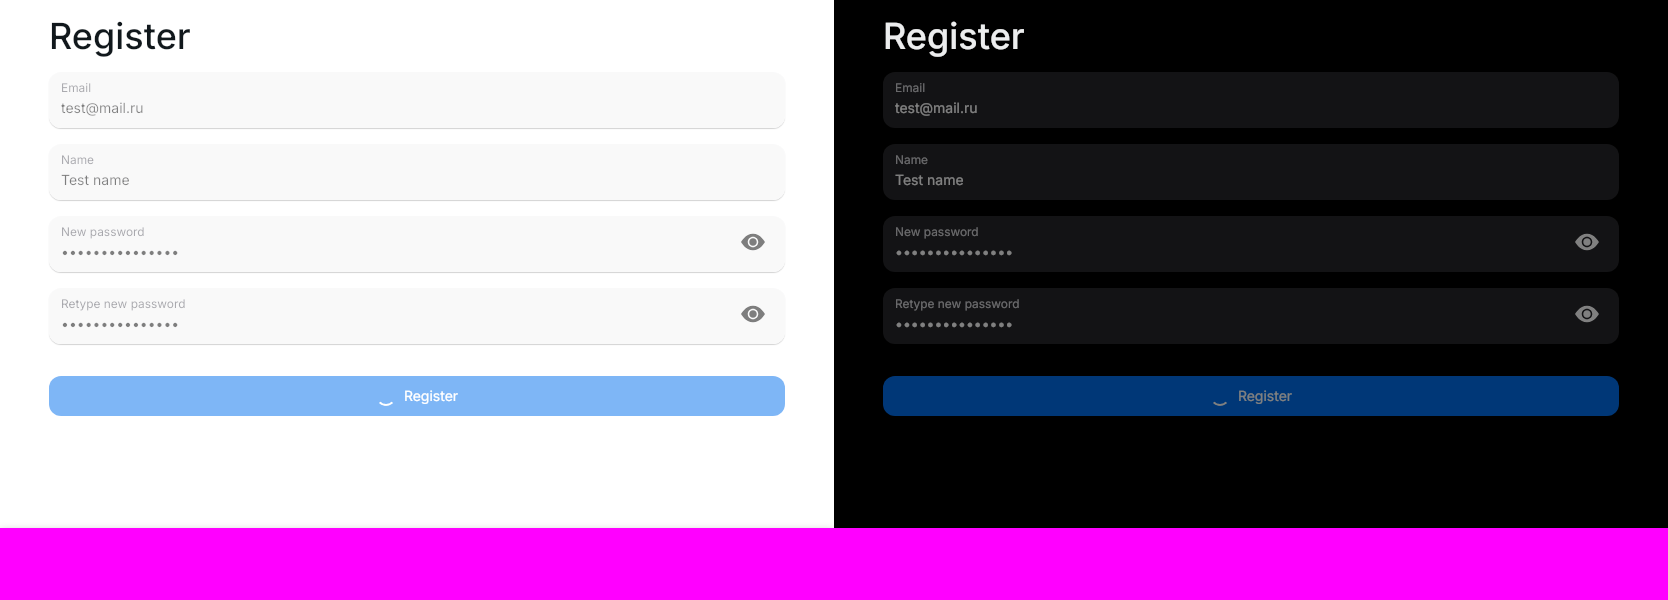 Register
Email
test@mail.ru
Name
Test name
New password
•••••••••••••••
Retype new password
•••••••••••••••
Register
Register
Email
test@mail.ru
Name
Test name
New password
•••••••••••••••
Retype new password
•••••••••••••••
Register